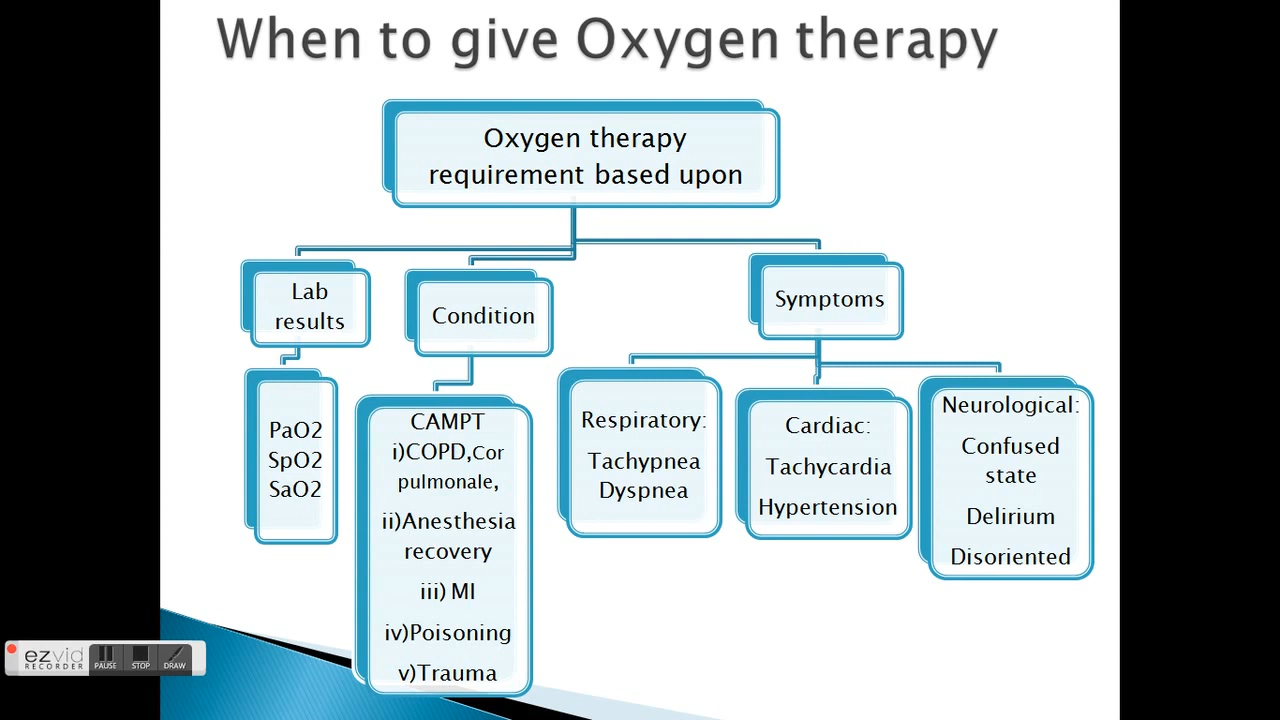 When to give Oxygen therapy
Oxygen therapy
requirement based upon
Lab
results
Condition
Symptoms
PaO2
SpO2
SaO2
CAMPT
i)COPD,Cor
pulmonale,
ii)Anesthesia
recovery
iii) MI
iv)Poisoning
v)Trauma
Respiratory:
Tachypnea
Dyspnea
Cardiac:
Tachycardia
Hypertension
Neurological:
Confused
state
Delirium
Disoriented
ezvid
RECORDER
PAUSE
STOP
DRAW